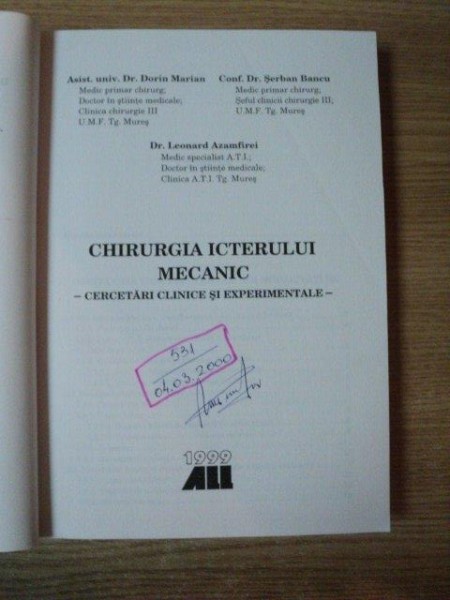 Asist. univ. Dr. Dorin Marian
Medic primar chirurg;
Doctor în științe medicale;
Clinica chirurgie III
U.M.F. Tg. Mureș
Conf. Dr. Șerban Bancu
Medic primar chirurg,
Șeful clinicii chirurgie III;
U.M.F. Tg. Mureș
Dr. Leonard Azamfirei
Medic specialist A.T.I.;
Doctor în științe medicale;
Clinica A.T.I. Tg. Mureș
CHIRURGIA ICTERULUI
MECANIC
– CERCETĂRI CLINICE ȘI EXPERIMENTALE –
531
04.03.2000
1999
ALL